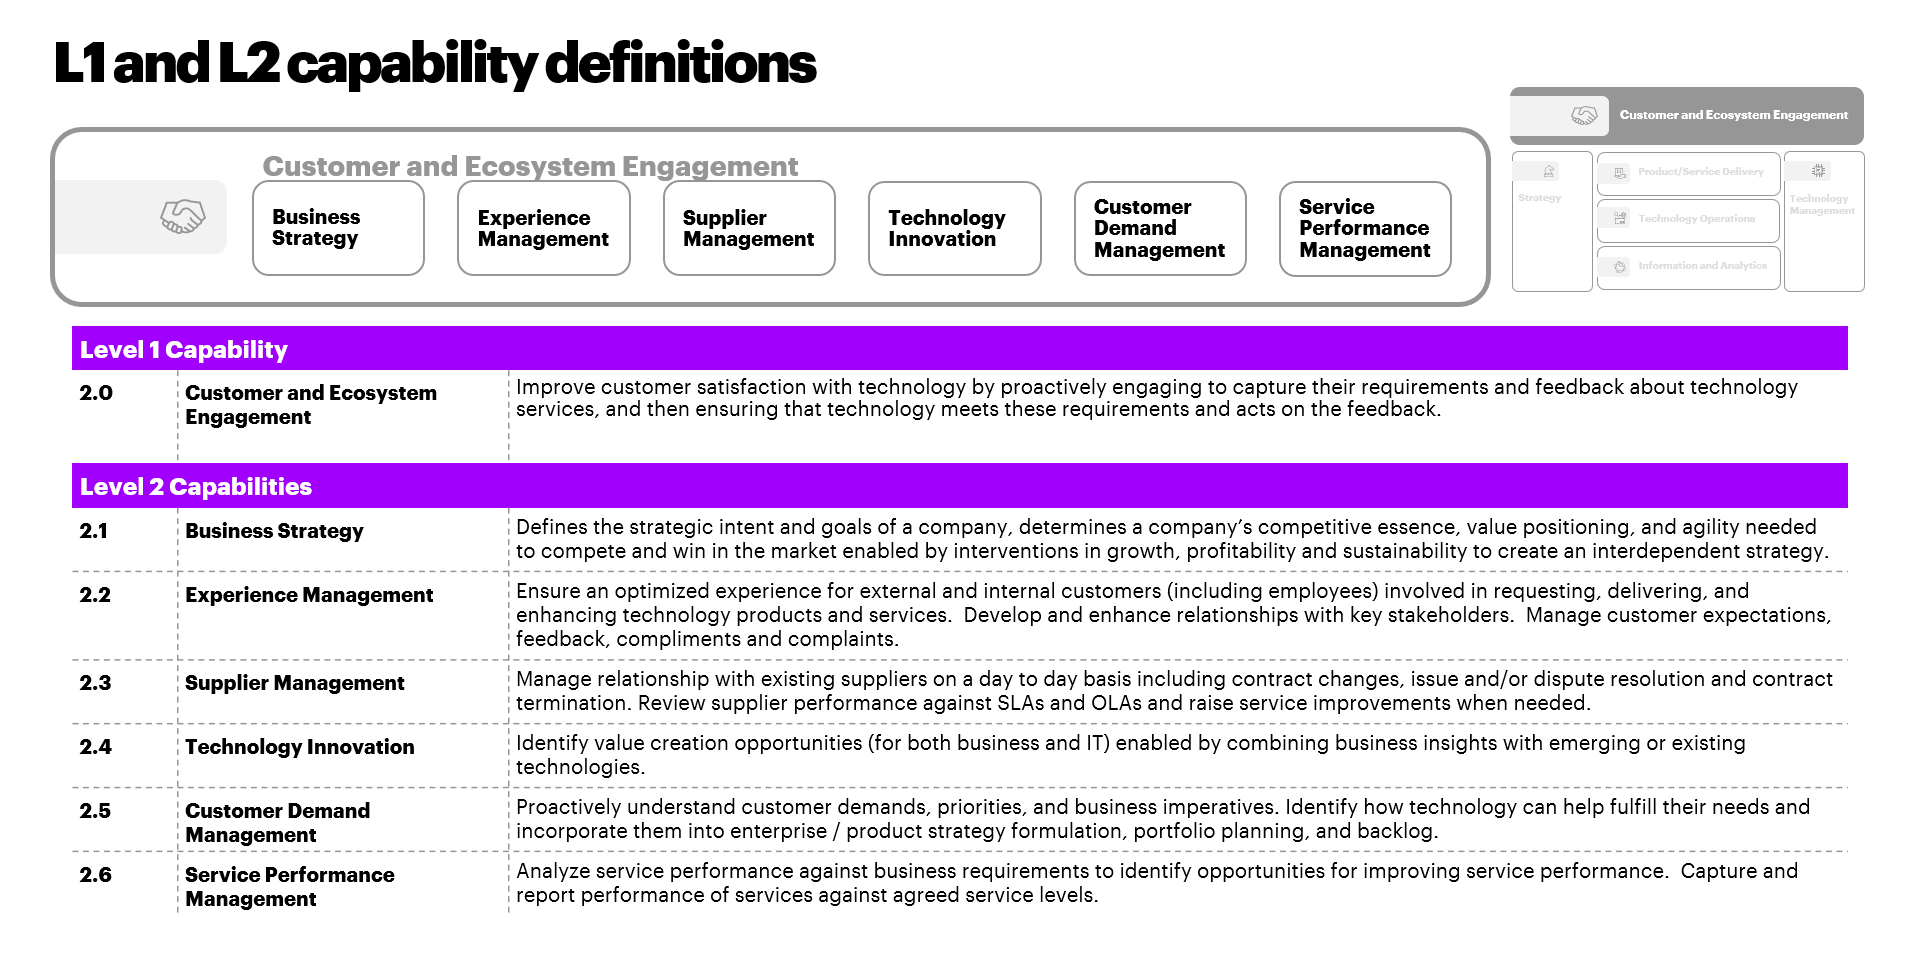 L1 and L2 capability definitions
Customer and Ecosystem Engagement
Customer and Ecosystem Engagement
Business
Strategy
Experience
Management
Supplier
Management
Technology
Innovation
Customer
Demand
Management
Service
Performance
Management
Strategy
Product/Service Delivery
Technology Operations
Information and Analytics
Technology
Management
Level 1 Capability
2.0
Customer and Ecosystem
Engagement
Improve customer satisfaction with technology by proactively engaging to capture their requirements and feedback about technology
services, and then ensuring that technology meets these requirements and acts on the feedback.
Level 2 Capabilities
2.1
Business Strategy
Defines the strategic intent and goals of a company, determines a company’s competitive essence, value positioning, and agility needed
to compete and win in the market enabled by interventions in growth, profitability and sustainability to create an interdependent strategy.
2.2
Experience Management
Ensure an optimized experience for external and internal customers (including employees) involved in requesting, delivering, and
enhancing technology products and services.  Develop and enhance relationships with key stakeholders.  Manage customer expectations,
feedback, compliments and complaints.
2.3
Supplier Management
Manage relationship with existing suppliers on a day to day basis including contract changes, issue and/or dispute resolution and contract
termination. Review supplier performance against SLAs and OLAs and raise service improvements when needed.
2.4
Technology Innovation
Identify value creation opportunities (for both business and IT) enabled by combining business insights with emerging or existing
technologies.
2.5
Customer Demand
Management
Proactively understand customer demands, priorities, and business imperatives. Identify how technology can help fulfill their needs and
incorporate them into enterprise / product strategy formulation, portfolio planning, and backlog.
2.6
Service Performance
Management
Analyze service performance against business requirements to identify opportunities for improving service performance.  Capture and
report performance of services against agreed service levels.